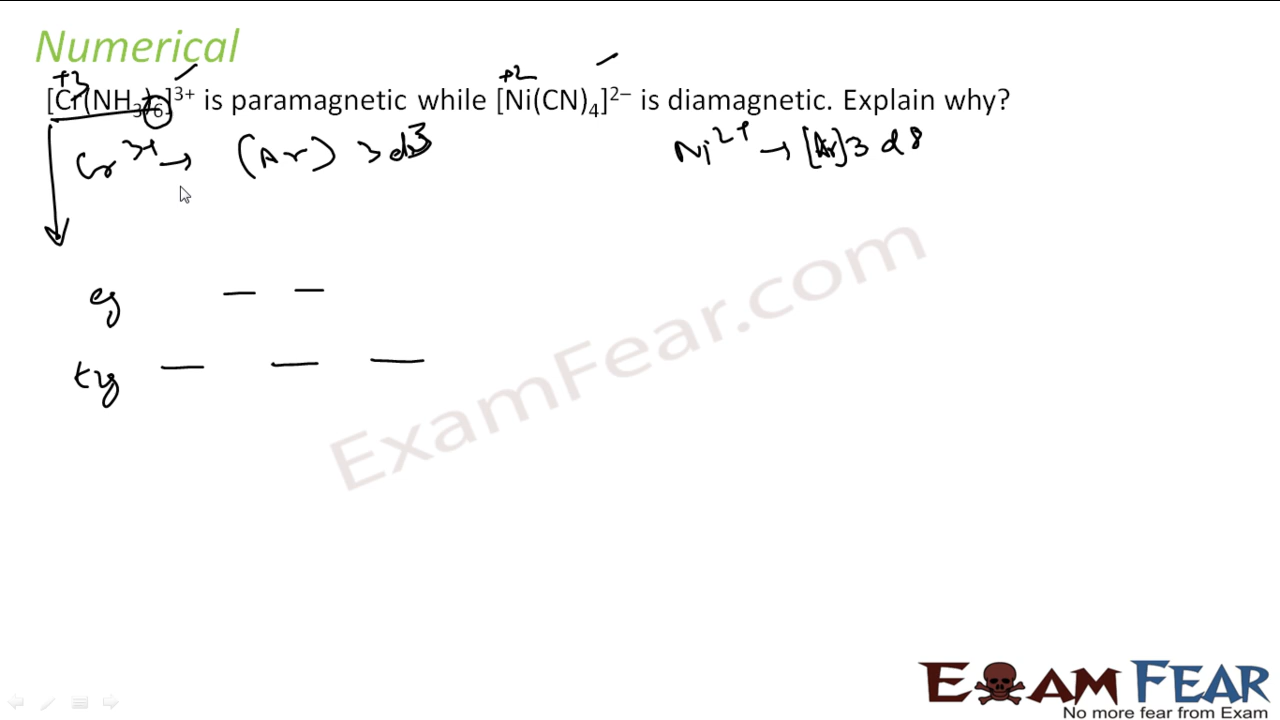 Numerical
+3 +2
[Cr(NH₃)₆]³⁺ is paramagnetic while [Ni(CN)₄]²⁻ is diamagnetic. Explain why?
Cr³⁺ → (Ar) 3d³ Ni²⁺ → [Ar] 3d8
eg
t2g
ExamFear.com
EXAM FEAR
No more fear from Exam